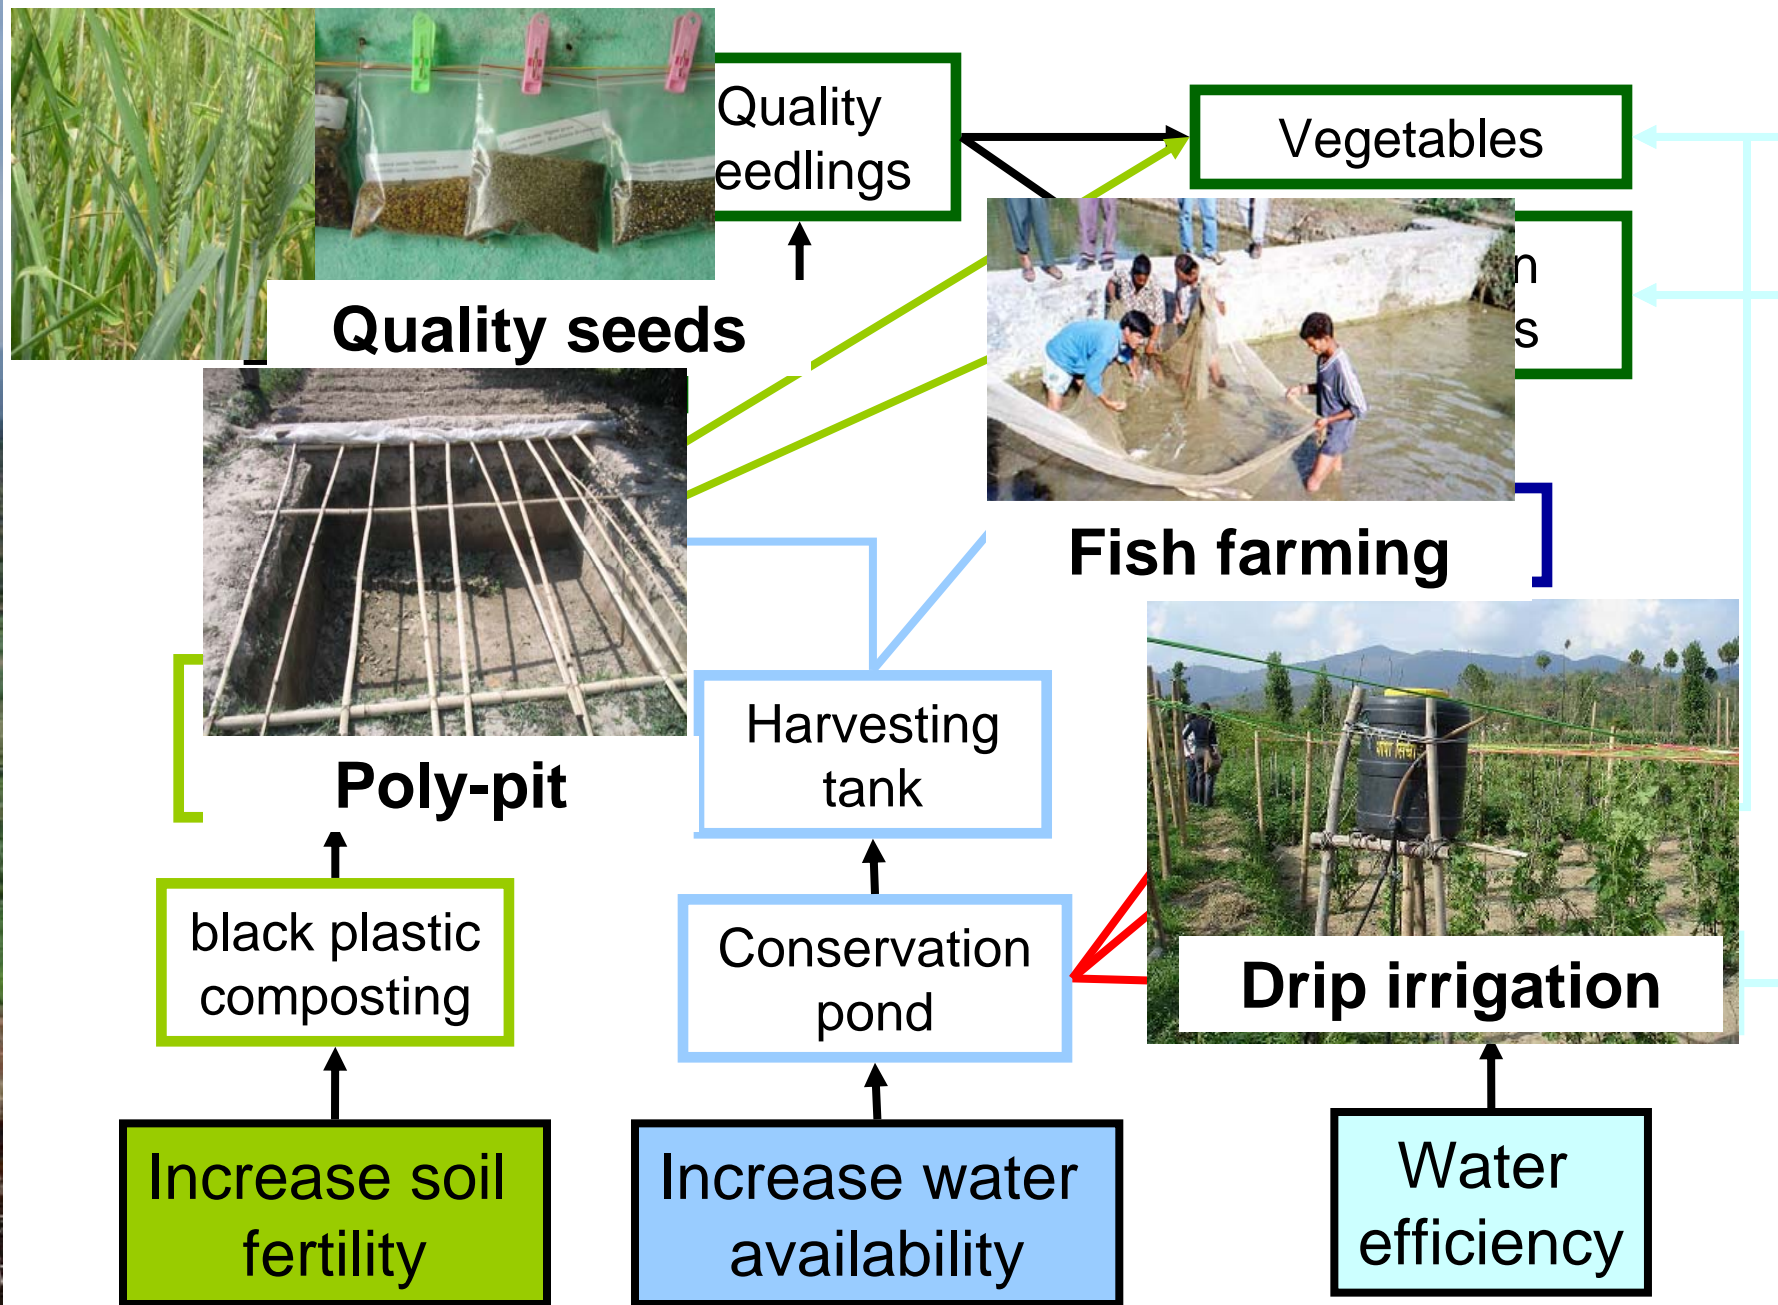 Quality
eedlings
Vegetables
n
s
Quality seeds
Fish farming
Harvesting
tank
Poly-pit
black plastic
composting
Conservation
pond
Drip irrigation
Increase soil
fertility
Increase water
availability
Water
efficiency